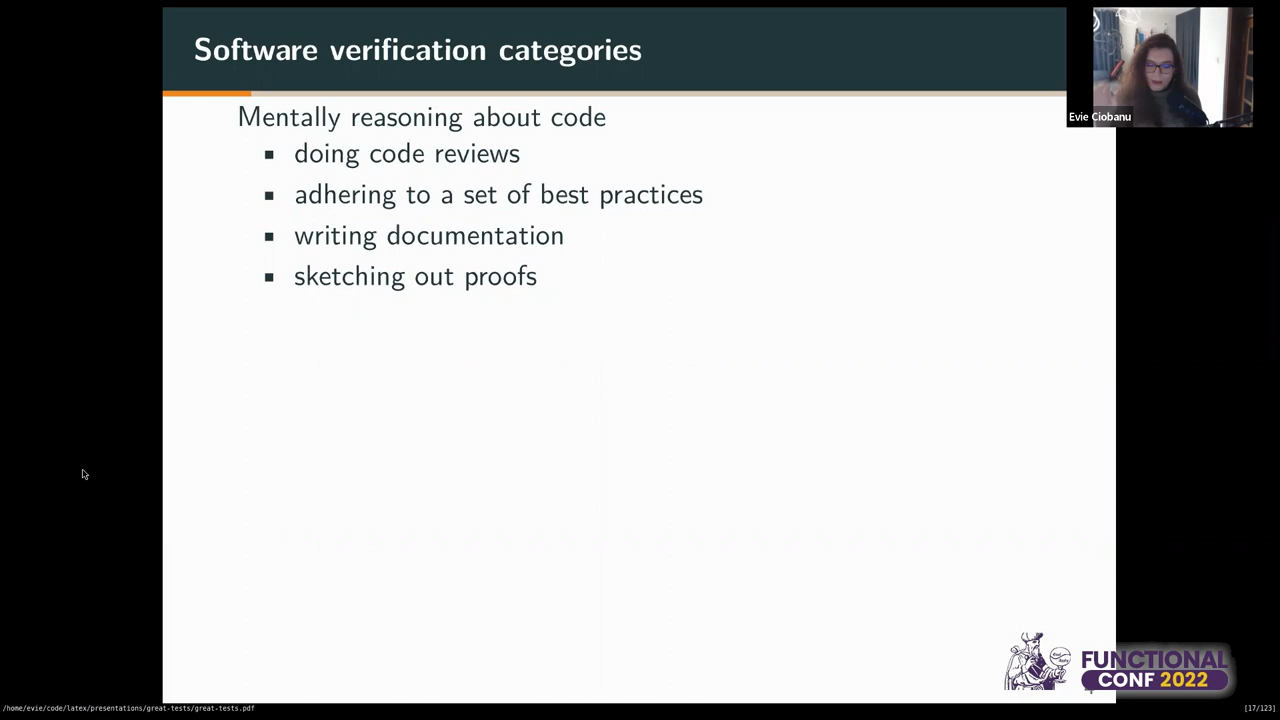 Software verification categories
Evie Ciobanu
Mentally reasoning about code
doing code reviews
adhering to a set of best practices
writing documentation
sketching out proofs
FUNCTIONAL
CONF 2022
/home/evie/code/latex/presentations/great-tests/great-tests.pdf
[17/123]